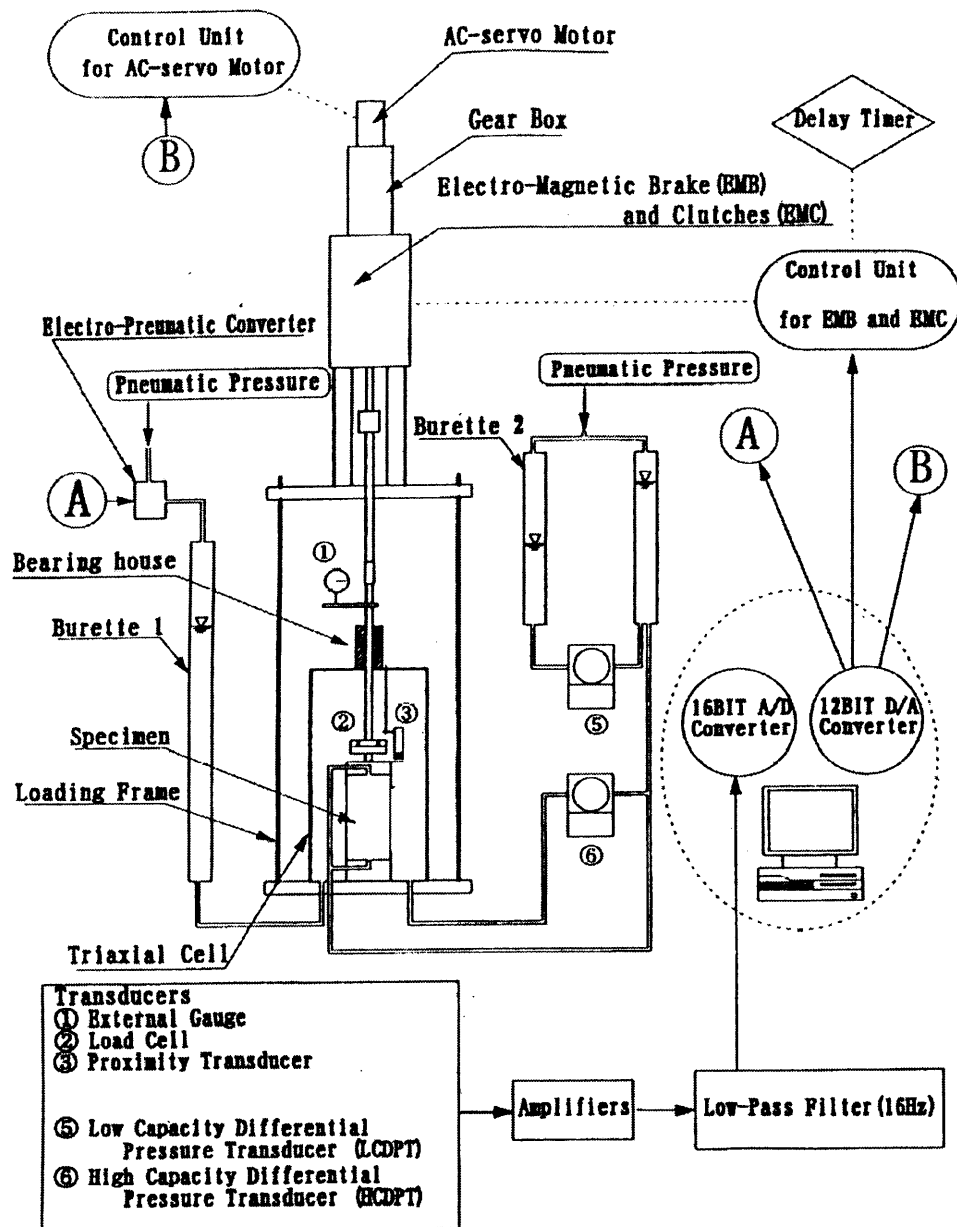 Control Unit
for AC-servo Motor
AC-servo Motor
B
Gear Box
Delay Timer
Electro-Magnetic Brake (EMB)
and Clutches (EMC)
Control Unit
for EMB and EMC
Electro-Pneumatic Converter
Pneumatic Pressure
Pneumatic Pressure
Burette 2
A
B
A
①
Bearing house
Burette 1
②
③
⑤
16BIT A/D
Converter
12BIT D/A
Converter
Specimen
Loading Frame
⑥
Triaxial Cell
Transducers
① External Gauge
② Load Cell
③ Proximity Transducer
⑤ Low Capacity Differential
Pressure Transducer (LCDPT)
⑥ High Capacity Differential
Pressure Transducer (HCDPT)
Amplifiers
Low-Pass Filter (16Hz)